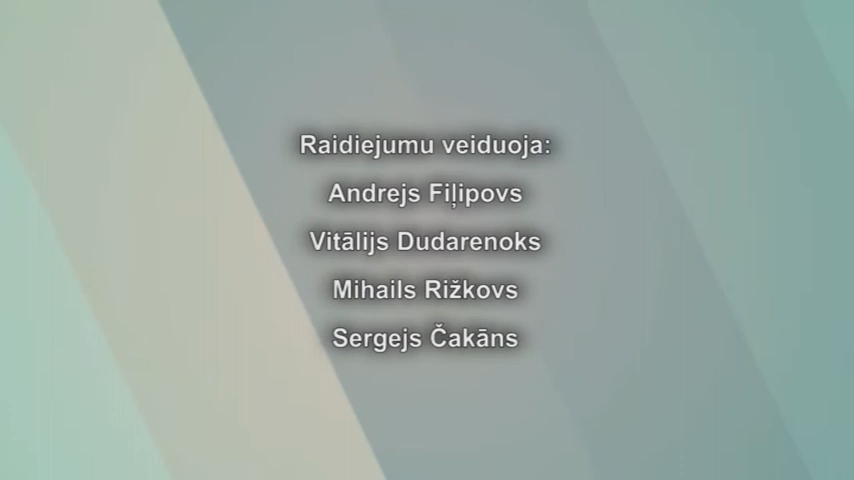 Raidiejumu veiduoja:
Andrejs Fiļipovs
Vitālijs Dudarenoks
Mihails Rižkovs
Sergejs Čakāns